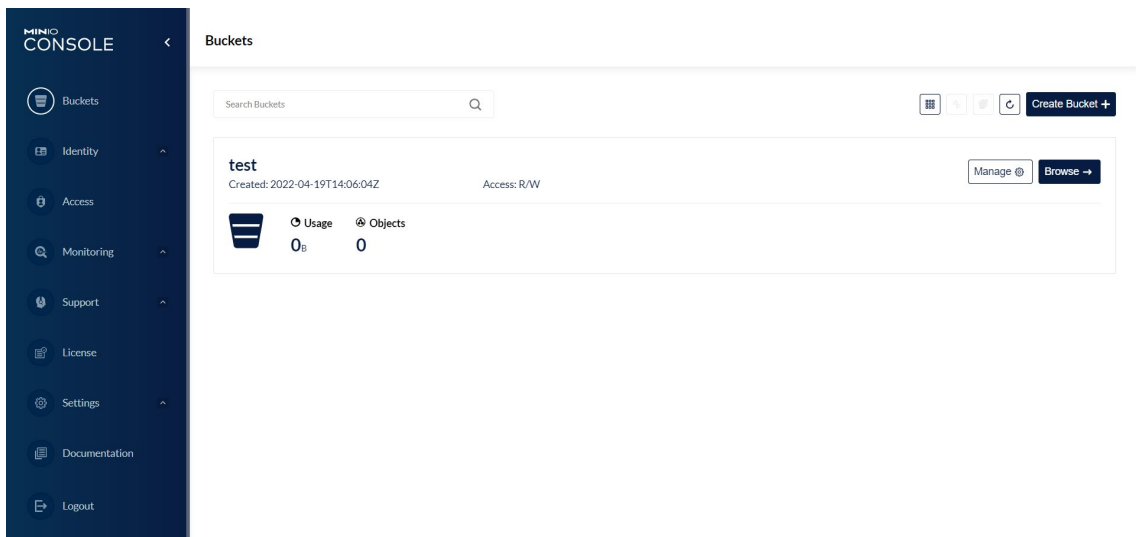 MINIO
CONSOLE
Buckets
Identity
Access
Monitoring
Support
License
Settings
Documentation
Logout
Buckets
Search Buckets
Create Bucket +
test
Created: 2022-04-19T14:06:04Z Access: R/W
Manage
Browse →
Usage Objects
0B 0